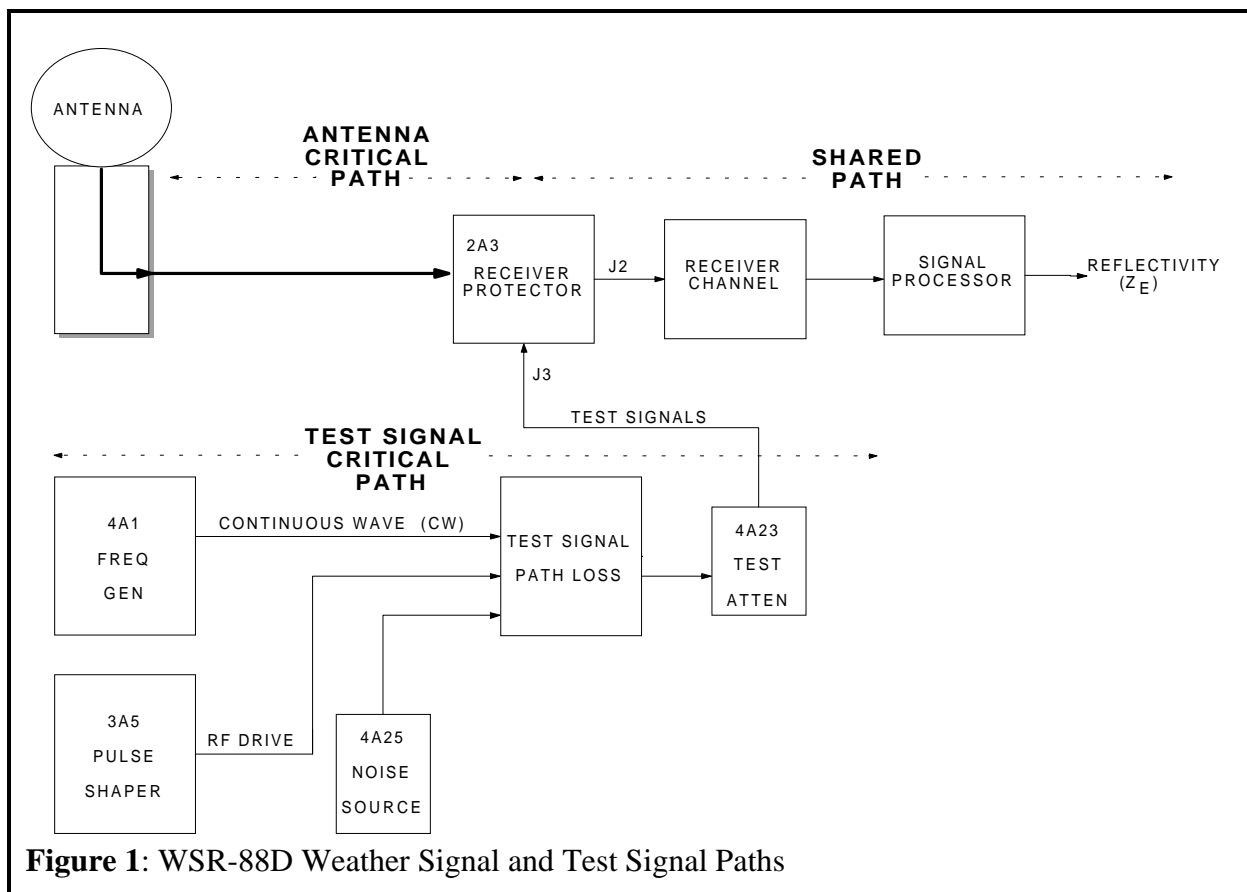 ANTENNA
ANTENNA
CRITICAL
PATH
SHARED
PATH
2A3
RECEIVER
PROTECTOR
J2
RECEIVER
CHANNEL
SIGNAL
PROCESSOR
REFLECTIVITY
(ZE)
J3
TEST SIGNALS
TEST SIGNAL
CRITICAL
PATH
4A1
FREQ
GEN
CONTINUOUS WAVE (CW)
TEST SIGNAL
PATH LOSS
4A23
TEST
ATTEN
3A5
PULSE
SHAPER
RF DRIVE
4A25
NOISE
SOURCE
Figure 1: WSR-88D Weather Signal and Test Signal Paths